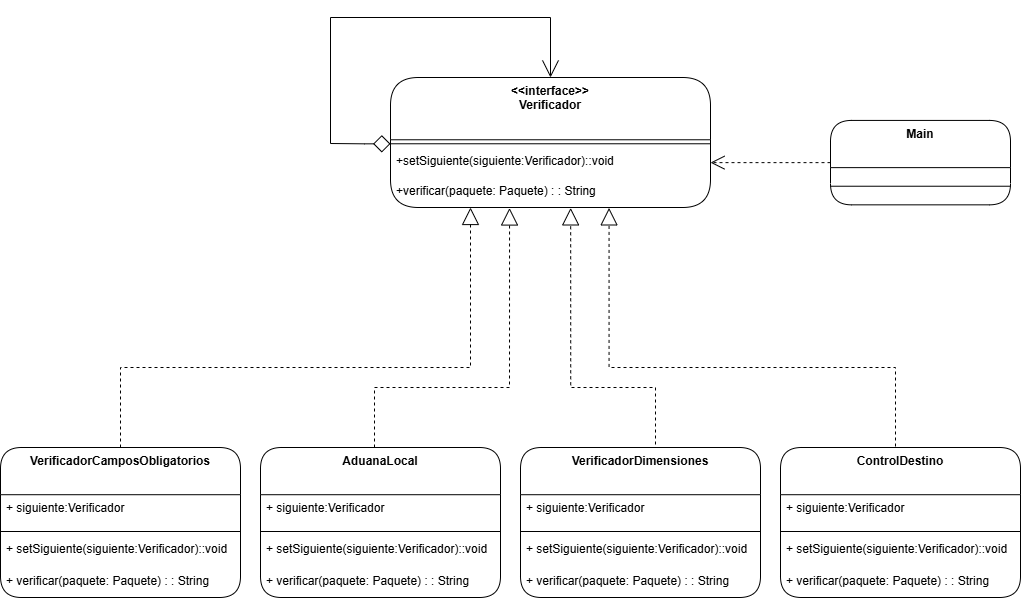 <<interface>>
Verificador
+setSiguiente(siguiente:Verificador)::void
+verificar(paquete: Paquete) : : String
Main
VerificadorCamposObligatorios
+ siguiente:Verificador
+ setSiguiente(siguiente:Verificador)::void
+ verificar(paquete: Paquete) : : String
AduanaLocal
+ siguiente:Verificador
+ setSiguiente(siguiente:Verificador)::void
+ verificar(paquete: Paquete) : : String
VerificadorDimensiones
+ siguiente:Verificador
+ setSiguiente(siguiente:Verificador)::void
+ verificar(paquete: Paquete) : : String
ControlDestino
+ siguiente:Verificador
+ setSiguiente(siguiente:Verificador)::void
+ verificar(paquete: Paquete) : : String